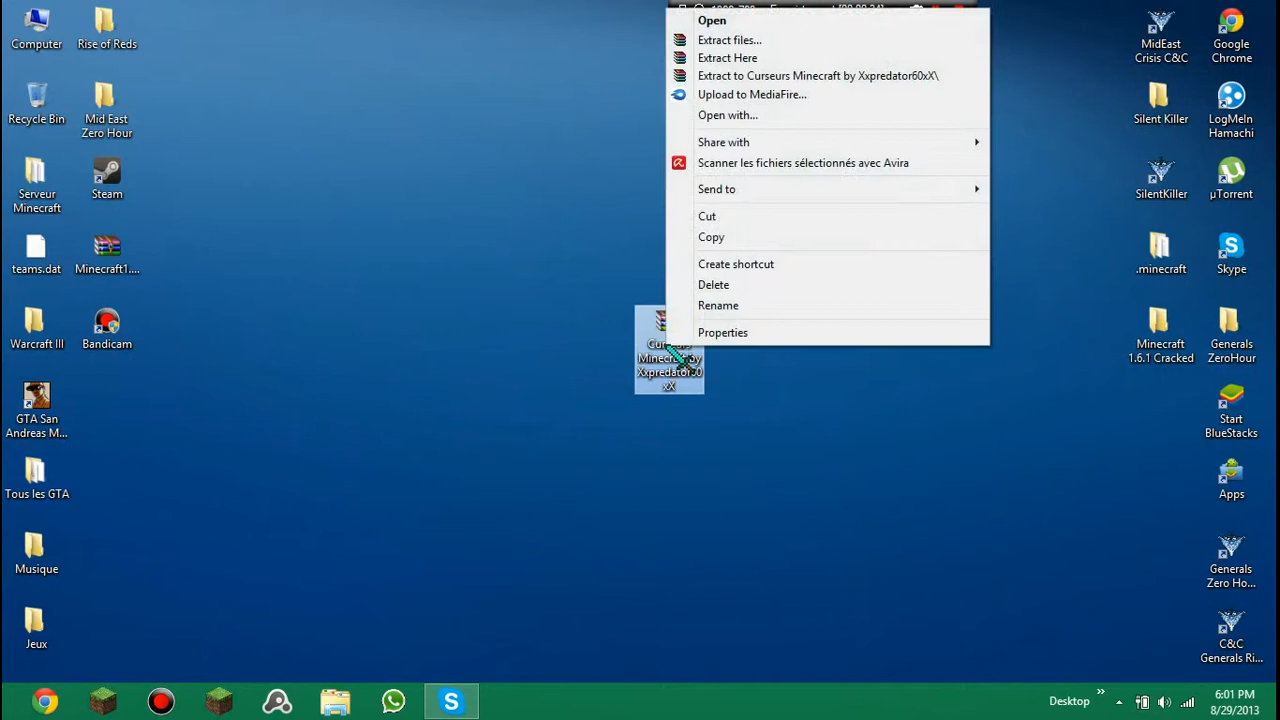 Computer
Rise of Reds
Recycle Bin
Mid East
Zero Hour
Serveur
Minecraft
Steam
teams.dat
Minecraft1....
Warcraft III
Bandicam
GTA San
Andreas M...
Tous les GTA
Musique
Jeux
Open
Extract files...
Extract Here
Extract to Curseurs Minecraft by Xxpredator60xX\
Upload to MediaFire...
Open with...
Share with
Scanner les fichiers sélectionnés avec Avira
Send to
Cut
Copy
Create shortcut
Delete
Rename
Properties
xX
MidEast
Crisis C&C
Google
Chrome
Silent Killer
LogMeIn
Hamachi
SilentKiller
µTorrent
.minecraft
Skype
Minecraft
1.6.1 Cracked
Generals
ZeroHour
Start
BlueStacks
Apps
Generals
Zero Ho...
C&C
Generals Ri...
Desktop
6:01 PM
8/29/2013